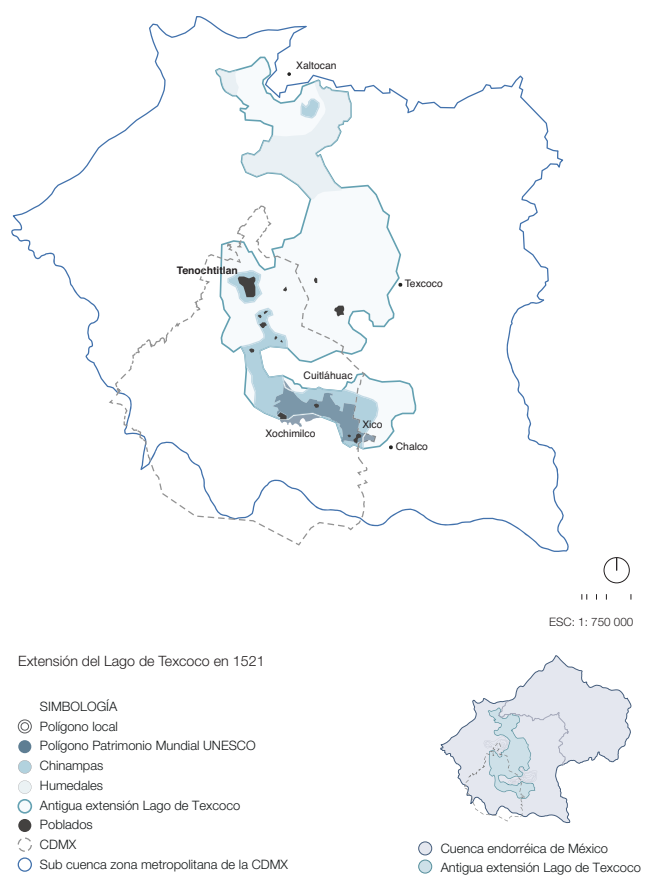 Xaltocan
Tenochtitlan
Texcoco
Cuitláhuac
Xochimilco
Xico
Chalco
ESC: 1: 750 000
Extensión del Lago de Texcoco en 1521
SIMBOLOGÍA
Polígono local
Polígono Patrimonio Mundial UNESCO
Chinampas
Humedales
Antigua extensión Lago de Texcoco
Poblados
CDMX
Sub cuenca zona metropolitana de la CDMX
Cuenca endorréica de México
Antigua extensión Lago de Texcoco